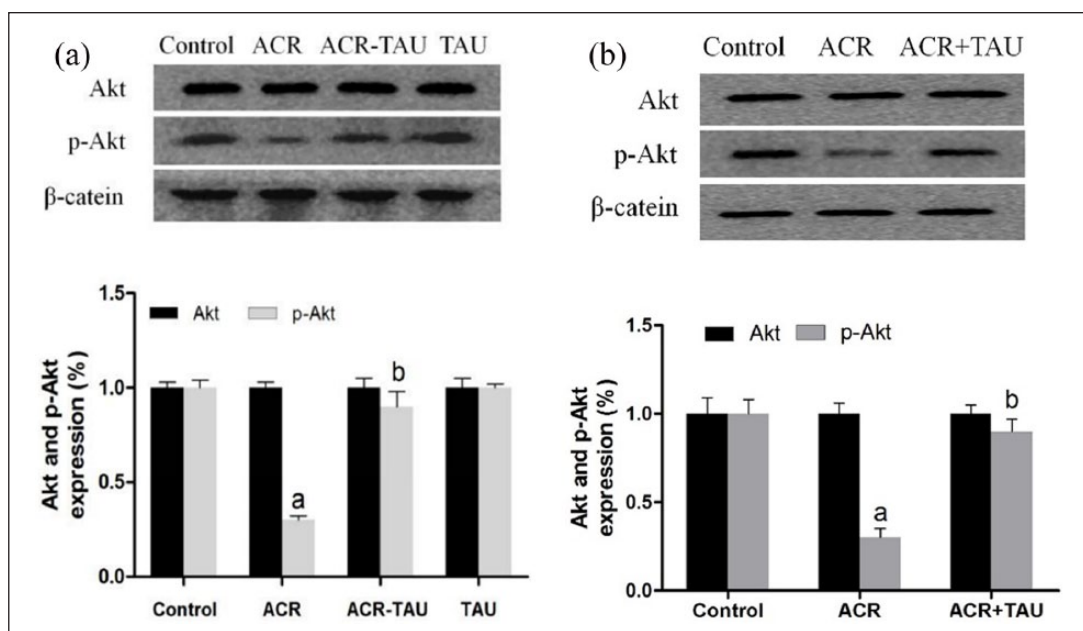 (a)
Control ACR ACR-TAU TAU
Akt
p-Akt
β-catein
(b)
Control ACR ACR+TAU
Akt
p-Akt
β-catein
Akt and p-Akt
expression (%)
1.5
1.0
0.5
0.0
Akt p-Akt
a
b
Control ACR ACR-TAU TAU
Akt and p-Akt
expression (%)
1.5
1.0
0.5
0.0
Akt p-Akt
a
b
Control ACR ACR+TAU